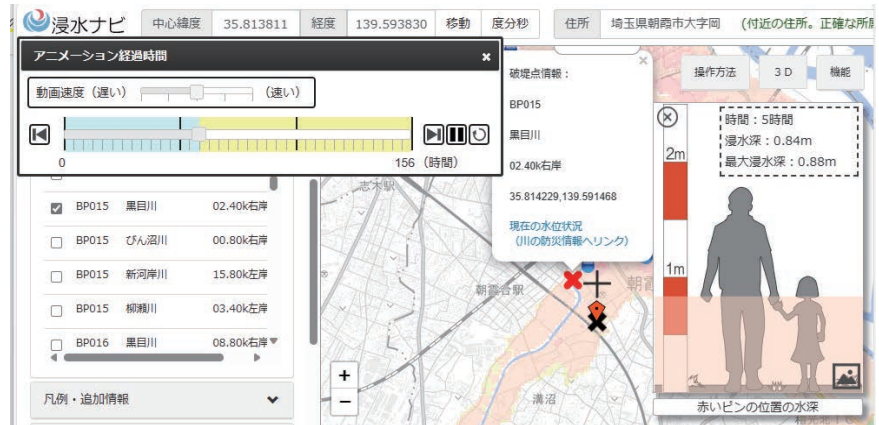 浸水ナビ 中心緯度 35.813811 経度 139.593830 移動 度分秒 住所 埼玉県朝霞市大字岡 (付近の住所。正確な所属
アニメーション経過時間
動画速度（遅い） （速い）
0 156 （時間）
BP015 黒目川 02.40k右岸
BP015 びん沼川 00.80k右岸
BP015 新河岸川 15.80k左岸
BP015 柳瀬川 03.40k左岸
BP016 黒目川 08.80k右岸
凡例・追加情報
破堤点情報：
BP015
黒目川
02.40k右岸
35.814229,139.591468
現在の水位状況
（川の防災情報へリンク）
操作方法 3D 機能
時間：5時間
浸水深：0.84m
最大浸水深：0.88m
2m
1m
赤いピンの位置の水深
志木駅
朝霞台駅
朝霞
溝沼
+
−